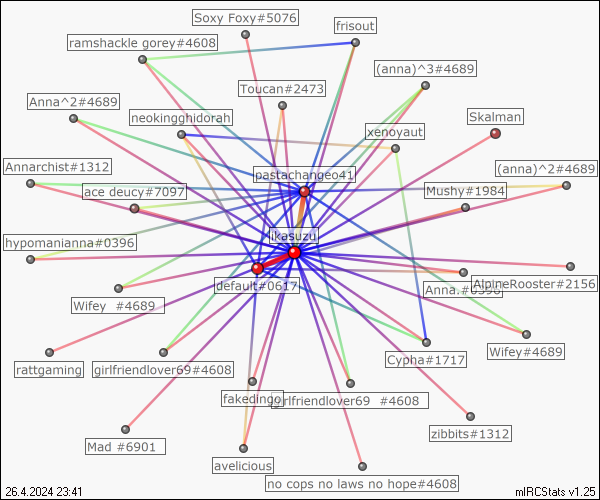 Soxy Foxy#5076
frisout
ramshackle gorey#4608
(anna)^3#4689
Toucan#2473
Anna^2#4689
neokingghidorah
Skalman
xenoyaut
Annarchist#1312
pastachangeo41
(anna)^2#4689
ace deucy#7097
Mushy#1984
likasuzu
hypomanianna#0396
default#0617
Anna.
AlpineRooster#2156
Wifey #4689
Wifey#4689
Cypha#1717
rattgaming
girlfriendlover69#4608
fakedingo
girlfriendlover69 #4608
zibbits#1312
Mad #6901
avelicious
no cops no laws no hope#4608
26.4.2024 23:41
mIRCStats v1.25